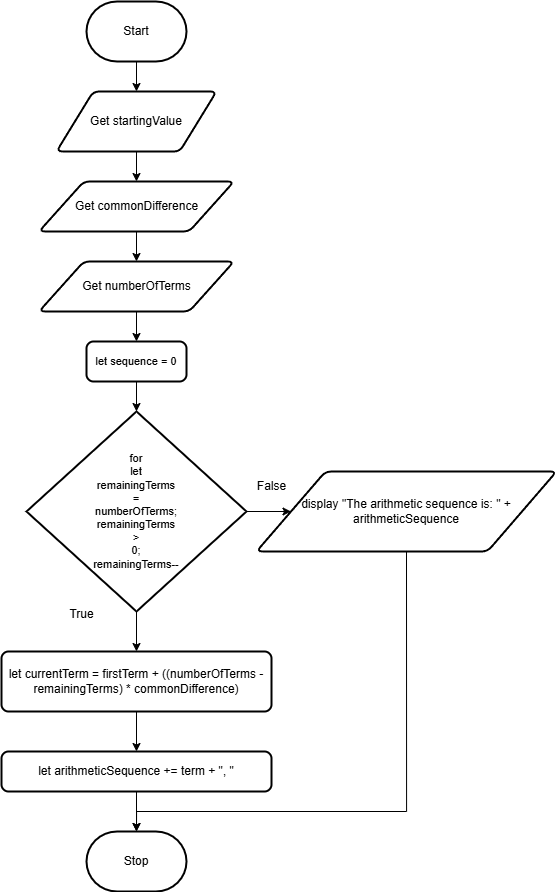 Start
Get startingValue
Get commonDifference
Get numberOfTerms
let sequence = 0
for
let
remainingTerms
=
numberOfTerms;
remainingTerms
>
0;
remainingTerms--
False
display "The arithmetic sequence is: " +
arithmeticSequence
True
let currentTerm = firstTerm + ((numberOfTerms -
remainingTerms) * commonDifference)
let arithmeticSequence += term + ", "
Stop